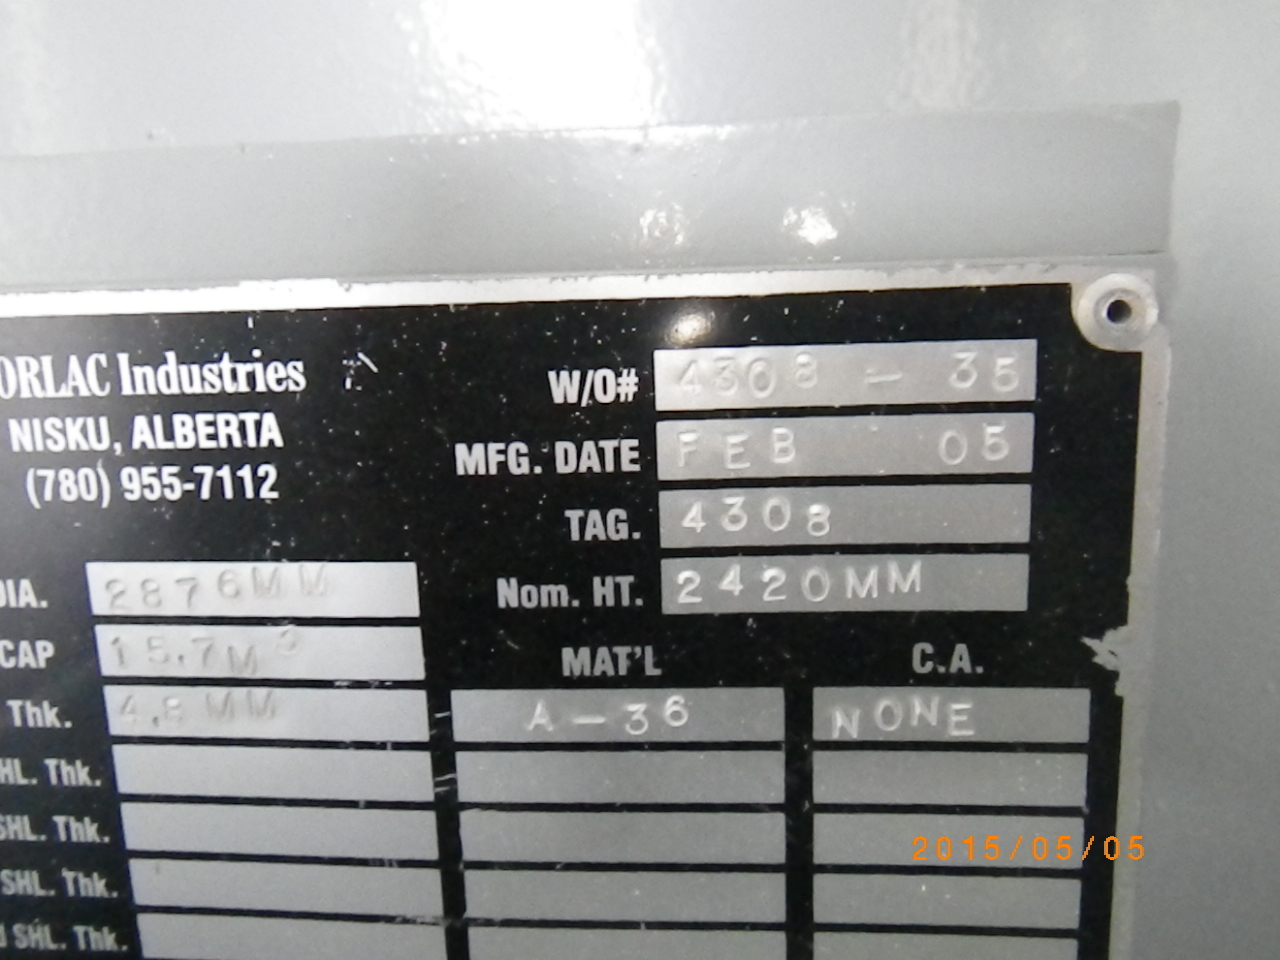 ORLAC Industries
NISKU, ALBERTA
(780) 955-7112
W/O# 4308 - 35
MFG. DATE FEB 05
TAG. 4308
Nom. HT. 2420MM
DIA. 2876MM
CAP 15.7M3
MAT'L C.A.
Thk. 4.8MM A-36 NONE
HL. Thk.
SHL. Thk.
SHL. Thk.
SHL. Thk.
2015/05/05